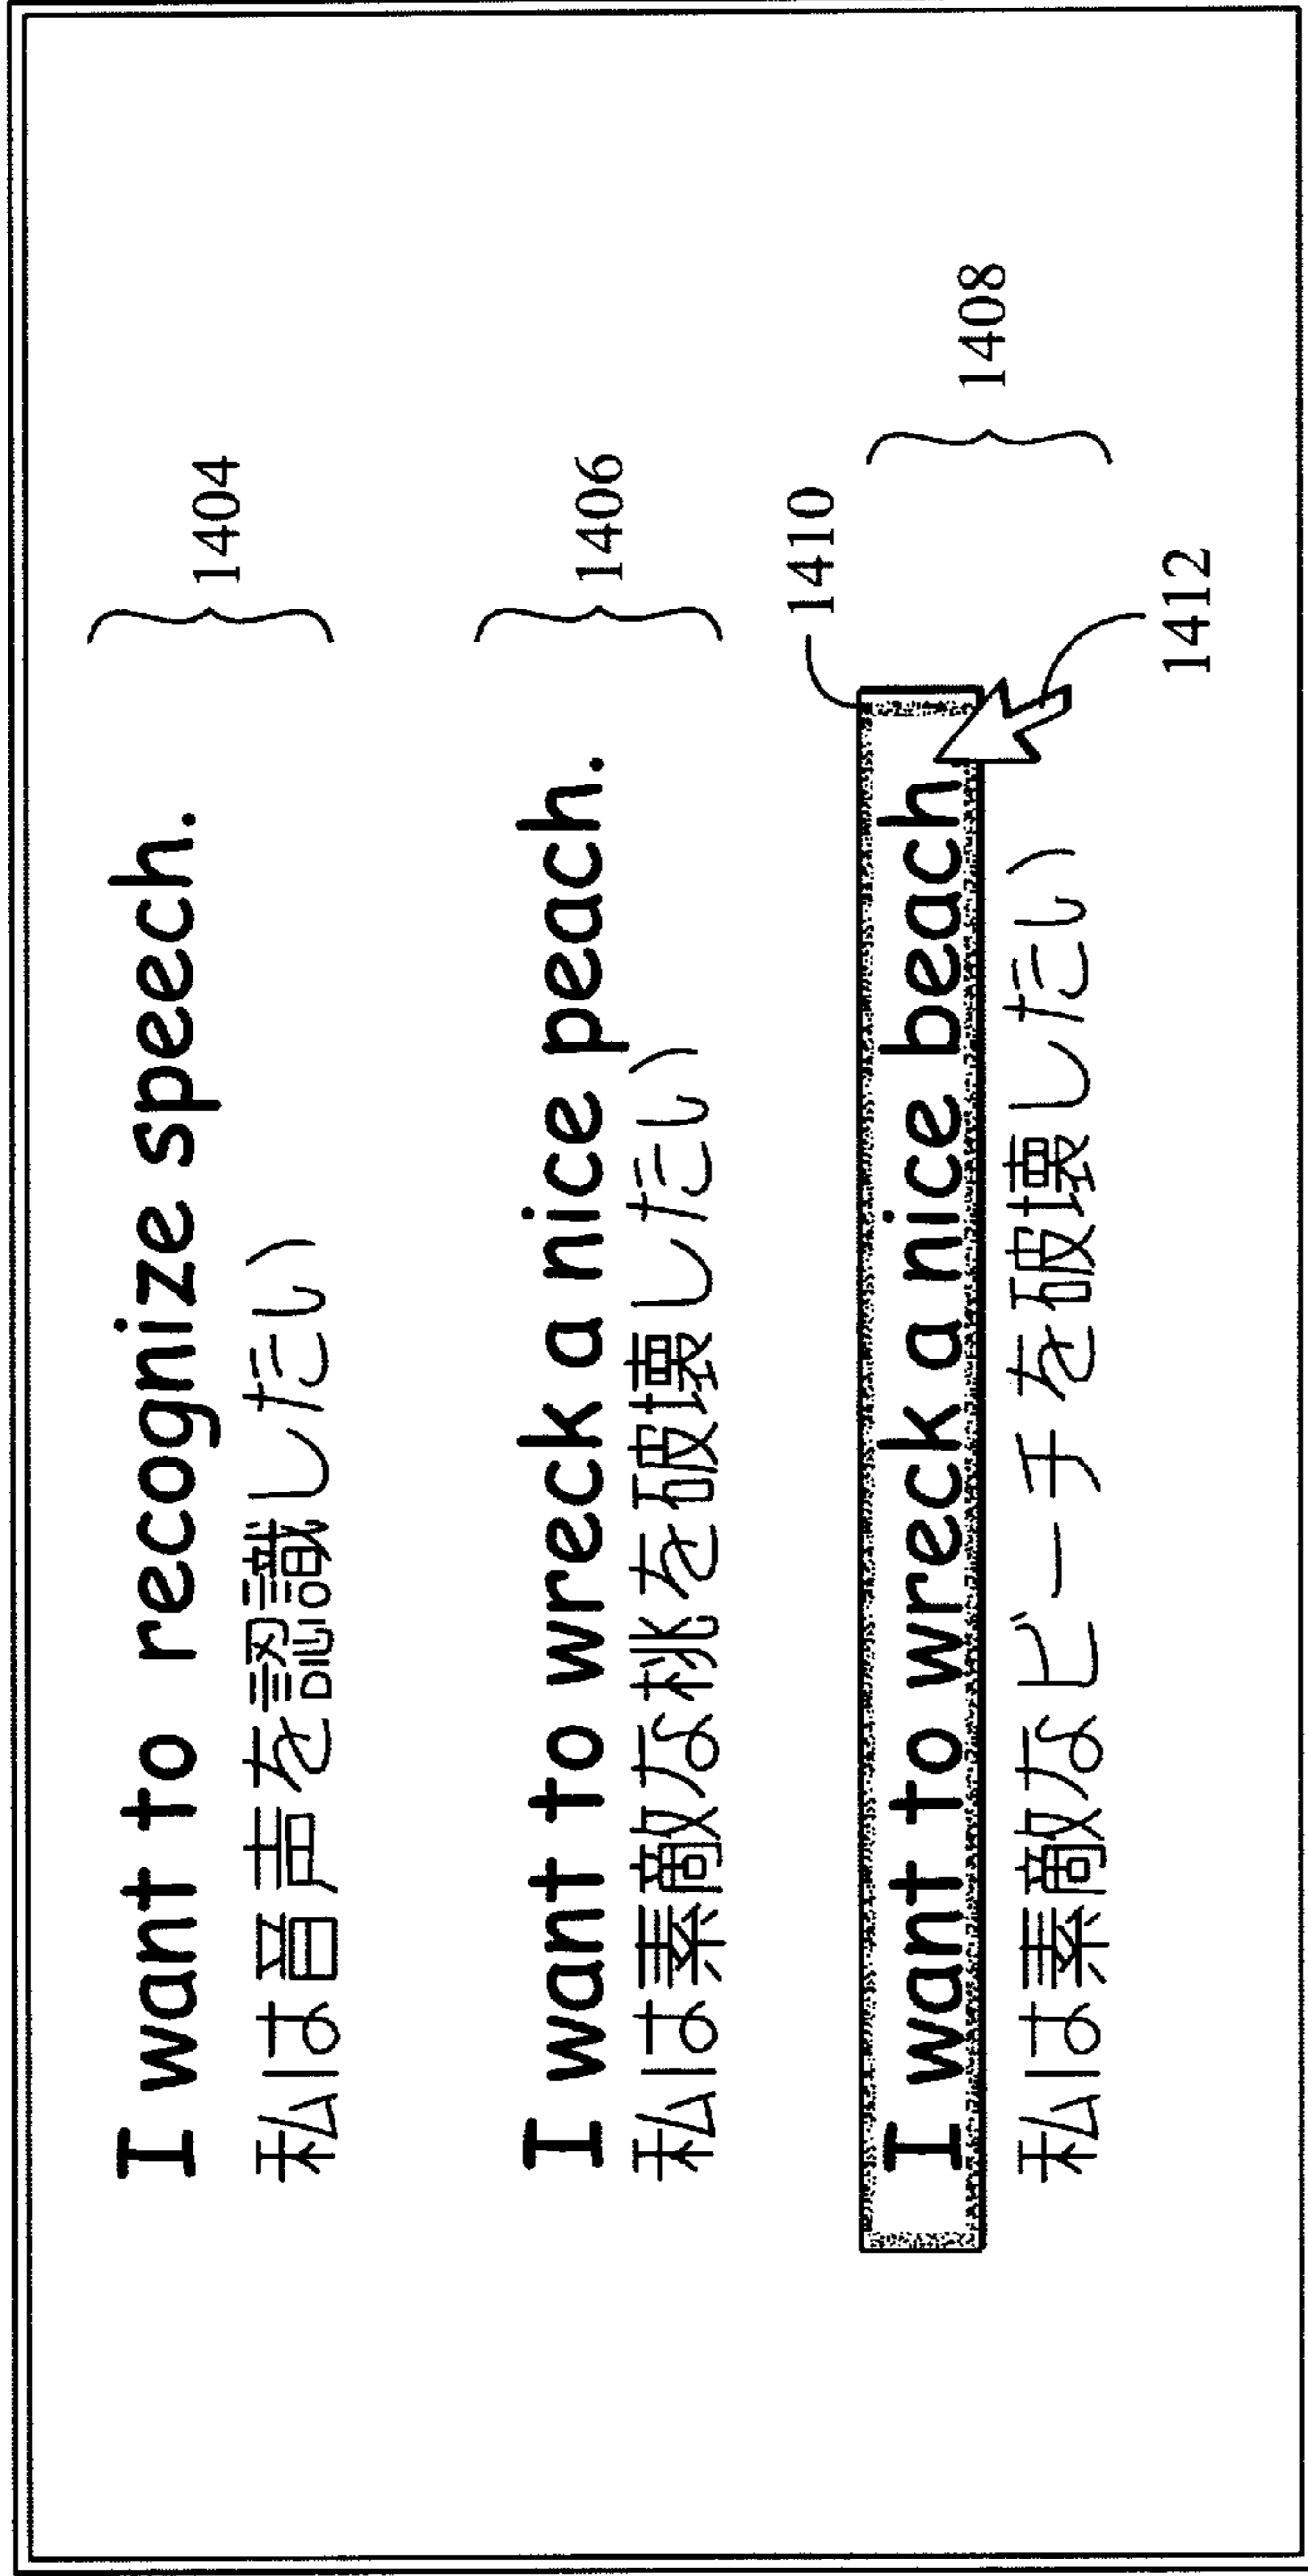 I want to recognize speech.
私は音声を認識したい
1404
I want to wreck a nice peach.
私は素敵な桃を破壊したい
1406
1410
I want to wreck a nice beach
私は素敵なビーチを破壊したい
1408
1412